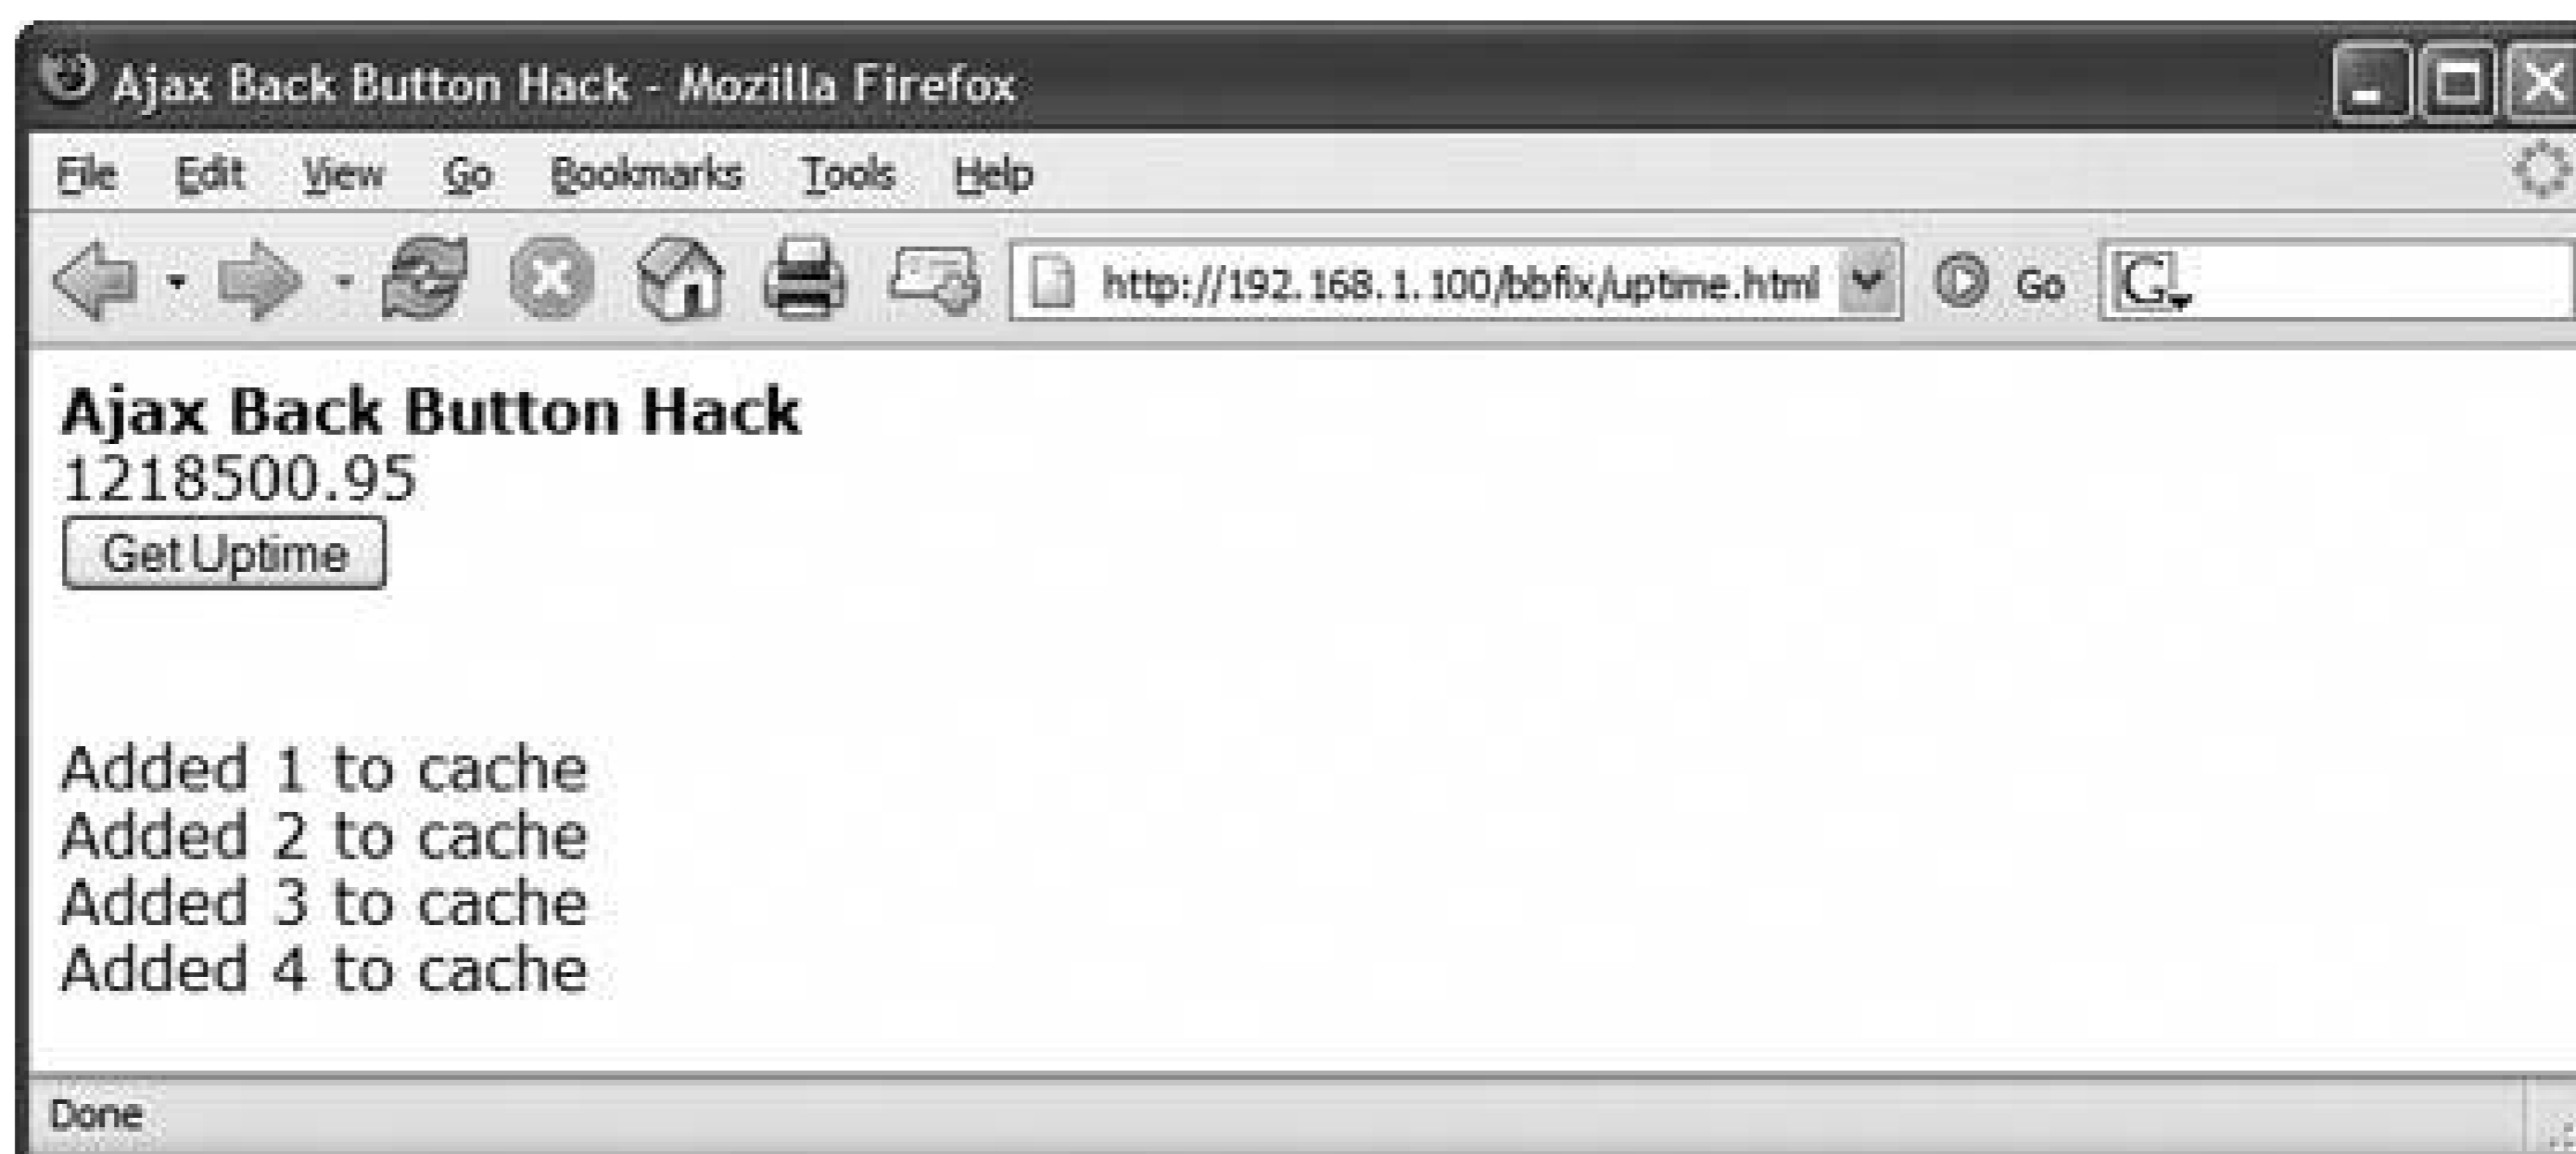 Ajax Back Button Hack - Mozilla Firefox
File Edit View Go Bookmarks Tools Help
http://192.168.1.100/bbfix/uptime.html Go G
Ajax Back Button Hack
1218500.95
Get Uptime
Added 1 to cache
Added 2 to cache
Added 3 to cache
Added 4 to cache
Done